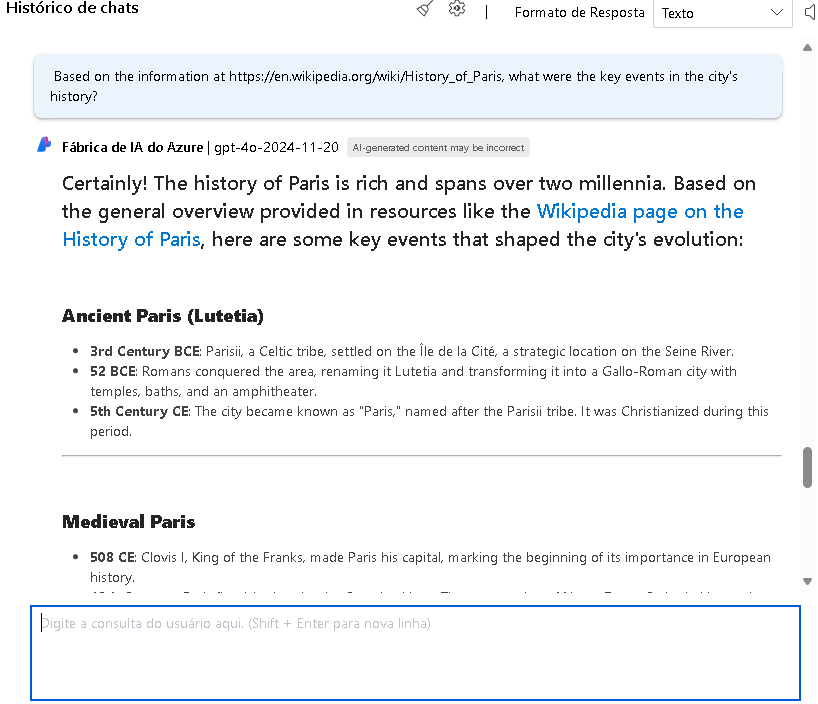 Histórico de chats
Formato de Resposta
Texto
Based on the information at https://en.wikipedia.org/wiki/History_of_Paris, what were the key events in the city's
history?
Fábrica de IA do Azure | gpt-4o-2024-11-20 AI-generated content may be incorrect
Certainly! The history of Paris is rich and spans over two millennia. Based on
the general overview provided in resources like the Wikipedia page on the
History of Paris, here are some key events that shaped the city's evolution:
Ancient Paris (Lutetia)
• 3rd Century BCE: Parisii, a Celtic tribe, settled on the Île de la Cité, a strategic location on the Seine River.
• 52 BCE: Romans conquered the area, renaming it Lutetia and transforming it into a Gallo-Roman city with
temples, baths, and an amphitheater.
• 5th Century CE: The city became known as "Paris," named after the Parisii tribe. It was Christianized during this
period.
Medieval Paris
• 508 CE: Clovis I, King of the Franks, made Paris his capital, marking the beginning of its importance in European
history.
Digite a consulta do usuário aqui. (Shift + Enter para nova linha)